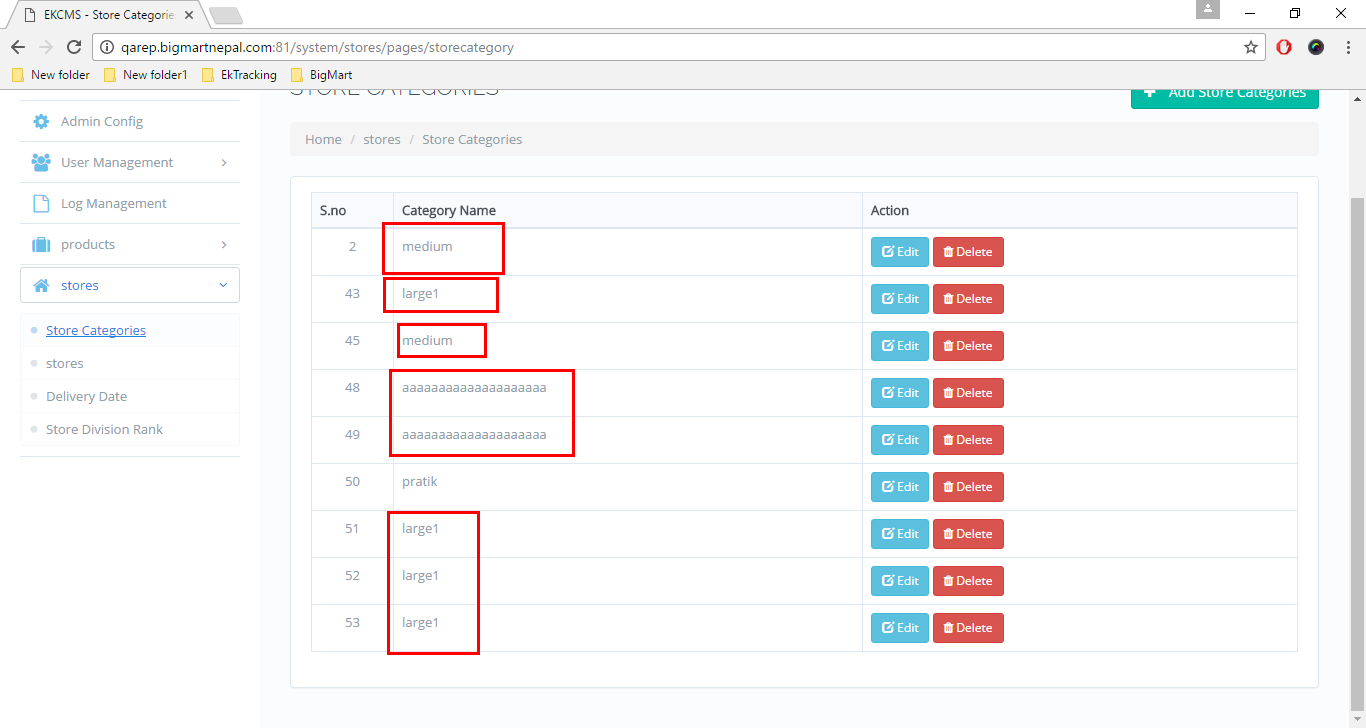 EKCMS - Store Categorie
qarep.bigmartnepal.com:81/system/stores/pages/storecategory
New folder New folder1 EkTracking BigMart
STORE CATEGORIES
Add Store Categories
Admin Config
User Management
Log Management
products
stores
Store Categories
stores
Delivery Date
Store Division Rank
Home / stores / Store Categories
S.no Category Name Action
2 medium Edit Delete
43 large1 Edit Delete
45 medium Edit Delete
48 aaaaaaaaaaaaaaaaaaaa Edit Delete
49 aaaaaaaaaaaaaaaaaaaa Edit Delete
50 pratik Edit Delete
51 large1 Edit Delete
52 large1 Edit Delete
53 large1 Edit Delete